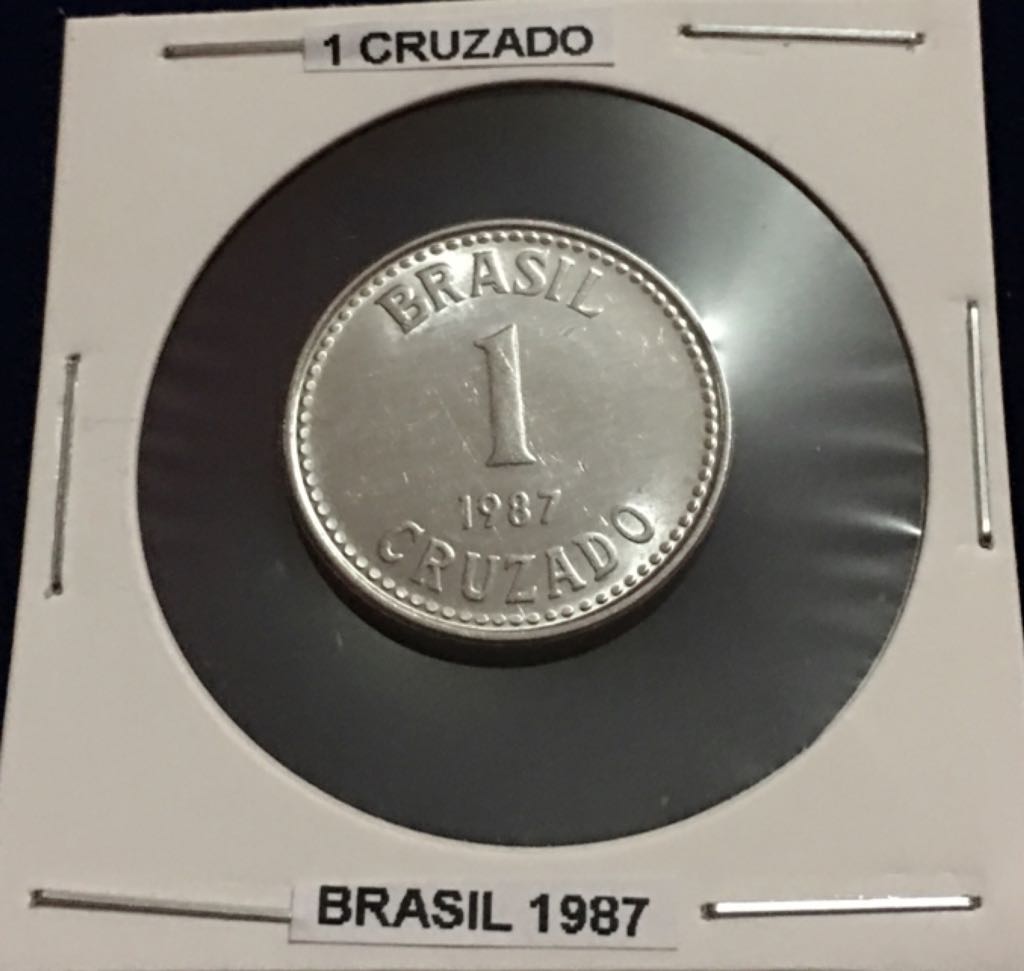 1 CRUZADO
BRASIL
1
1987
CRUZADO
BRASIL 1987